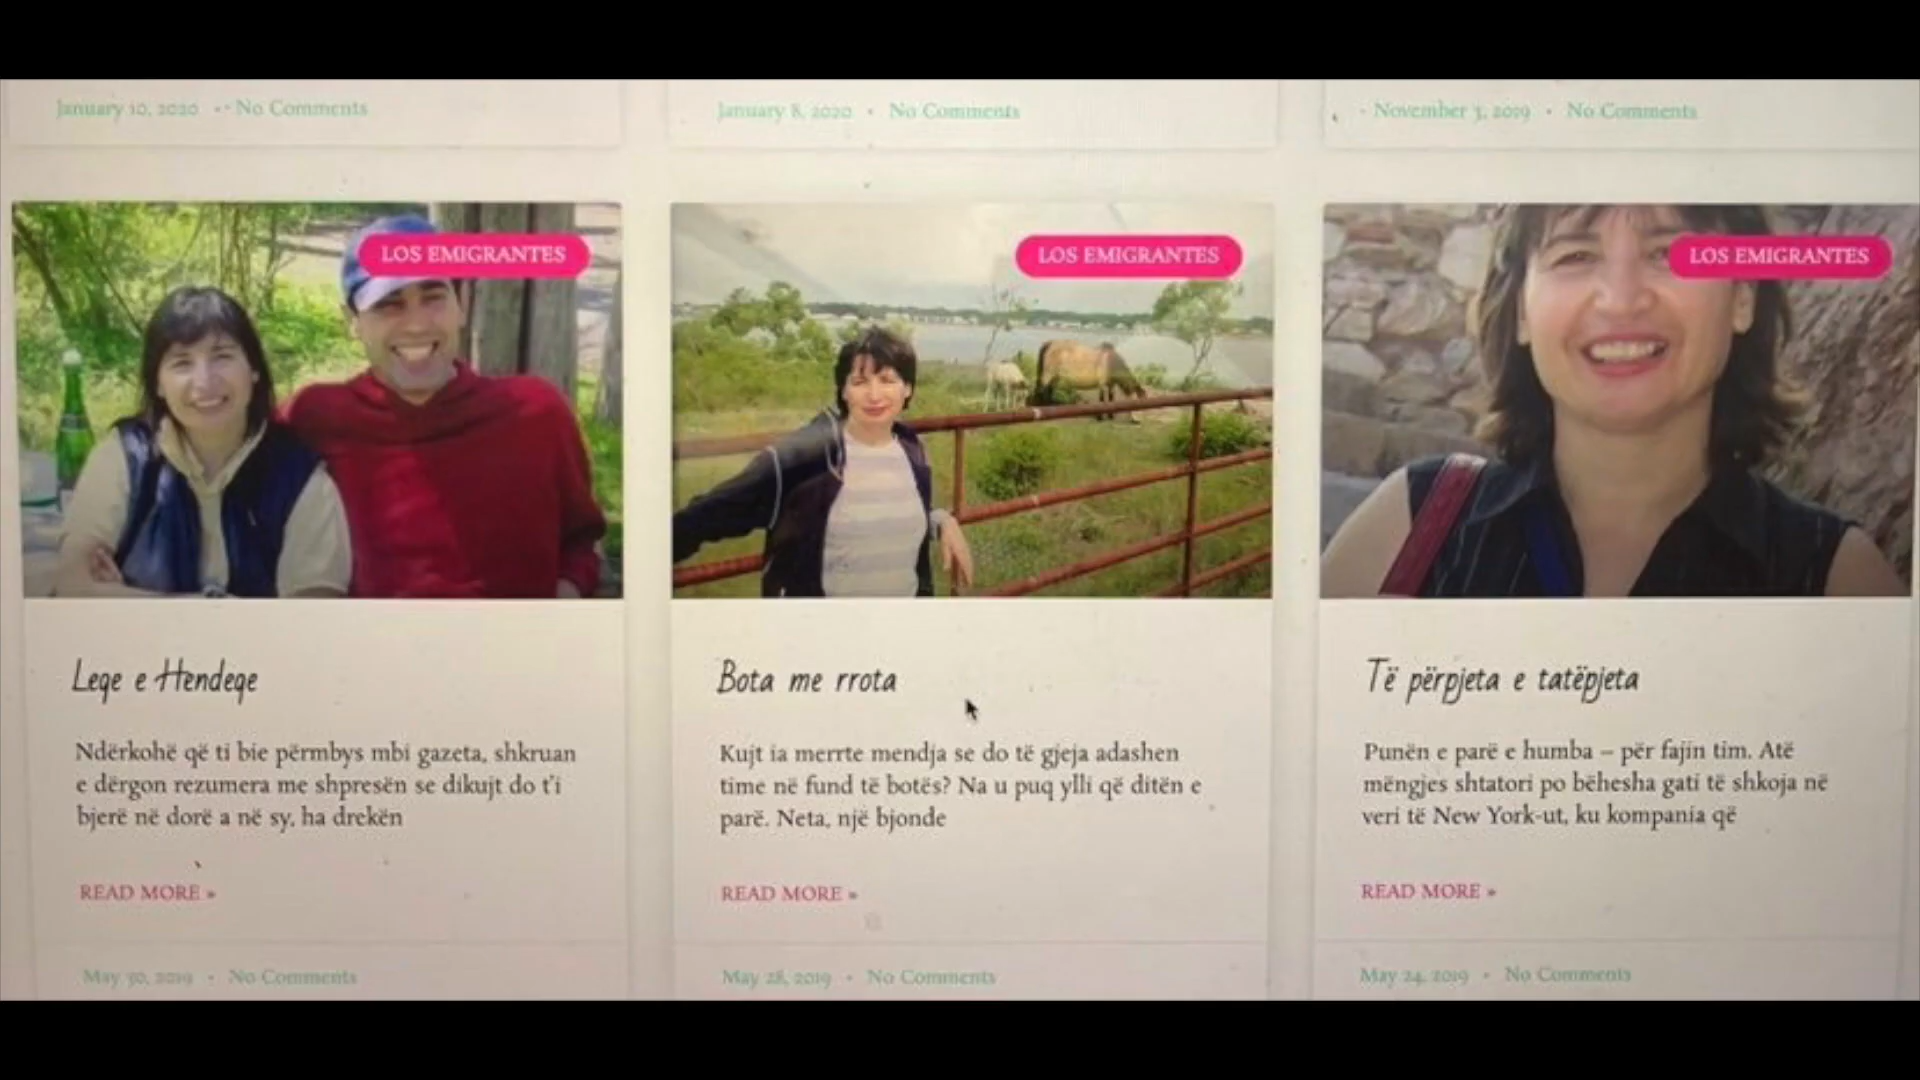 January 10, 2020 • No Comments
January 8, 2020 • No Comments
November 3, 2019 • No Comments
LOS EMIGRANTES
LOS EMIGRANTES
LOS EMIGRANTES
Leqe e Hendeqe
Ndërkohë që ti bie përmbys mbi gazeta, shkruan
e dërgon rezumera me shpresën se dikujt do t'i
bjerë në dorë a në sy, ha drekën
READ MORE »
May 30, 2019 • No Comments
Bota me rrota
Kujt ia merrte mendja se do të gjeja adashen
time në fund të botës? Na u puq ylli që ditën e
parë. Neta, një bjonde
READ MORE »
May 28, 2019 • No Comments
Të përpjeta e tatëpjeta
Punën e parë e humba – për fajin tim. Atë
mëngjes shtatori po bëhesha gati të shkoja në
veri të New York-ut, ku kompania që
READ MORE »
May 24, 2019 • No Comments